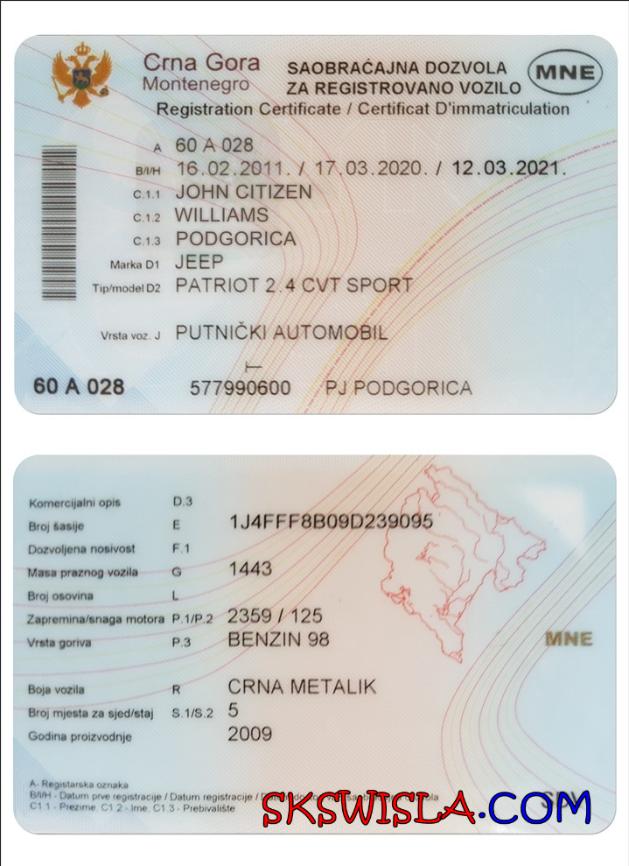 Crna Gora
Montenegro
SAOBRAĆAJNA DOZVOLA
ZA REGISTROVANO VOZILO
MNE
Registration Certificate / Certificat D'immatriculation
A 60 A 028
B/I/H 16.02.2011. / 17.03.2020. / 12.03.2021.
C.1.1 JOHN CITIZEN
C.1.2 WILLIAMS
C.1.3 PODGORICA
Marka D1 JEEP
Tip/model D2 PATRIOT 2.4 CVT SPORT
Vrsta voz. J PUTNIČKI AUTOMOBIL
60 A 028 577990600 PJ PODGORICA
Komercijalni opis D.3
Broj šasije E 1J4FFF8B09D239095
Dozvoljena nosivost F.1
Masa praznog vozila G 1443
Broj osovina L
Zapremina/snaga motora P.1/P.2 2359 / 125
Vrsta goriva P.3 BENZIN 98
MNE
Boja vozila R CRNA METALIK
Broj mjesta za sjed/staj S.1/S.2 5
Godina proizvodnje 2009
A- Registarska oznaka
B/I/H - Datum prve registracije / Datum registracije /
C1.1 - Prezime, C1.2 - Ime, C1.3 - Prebivalište
SKSWISLA.COM